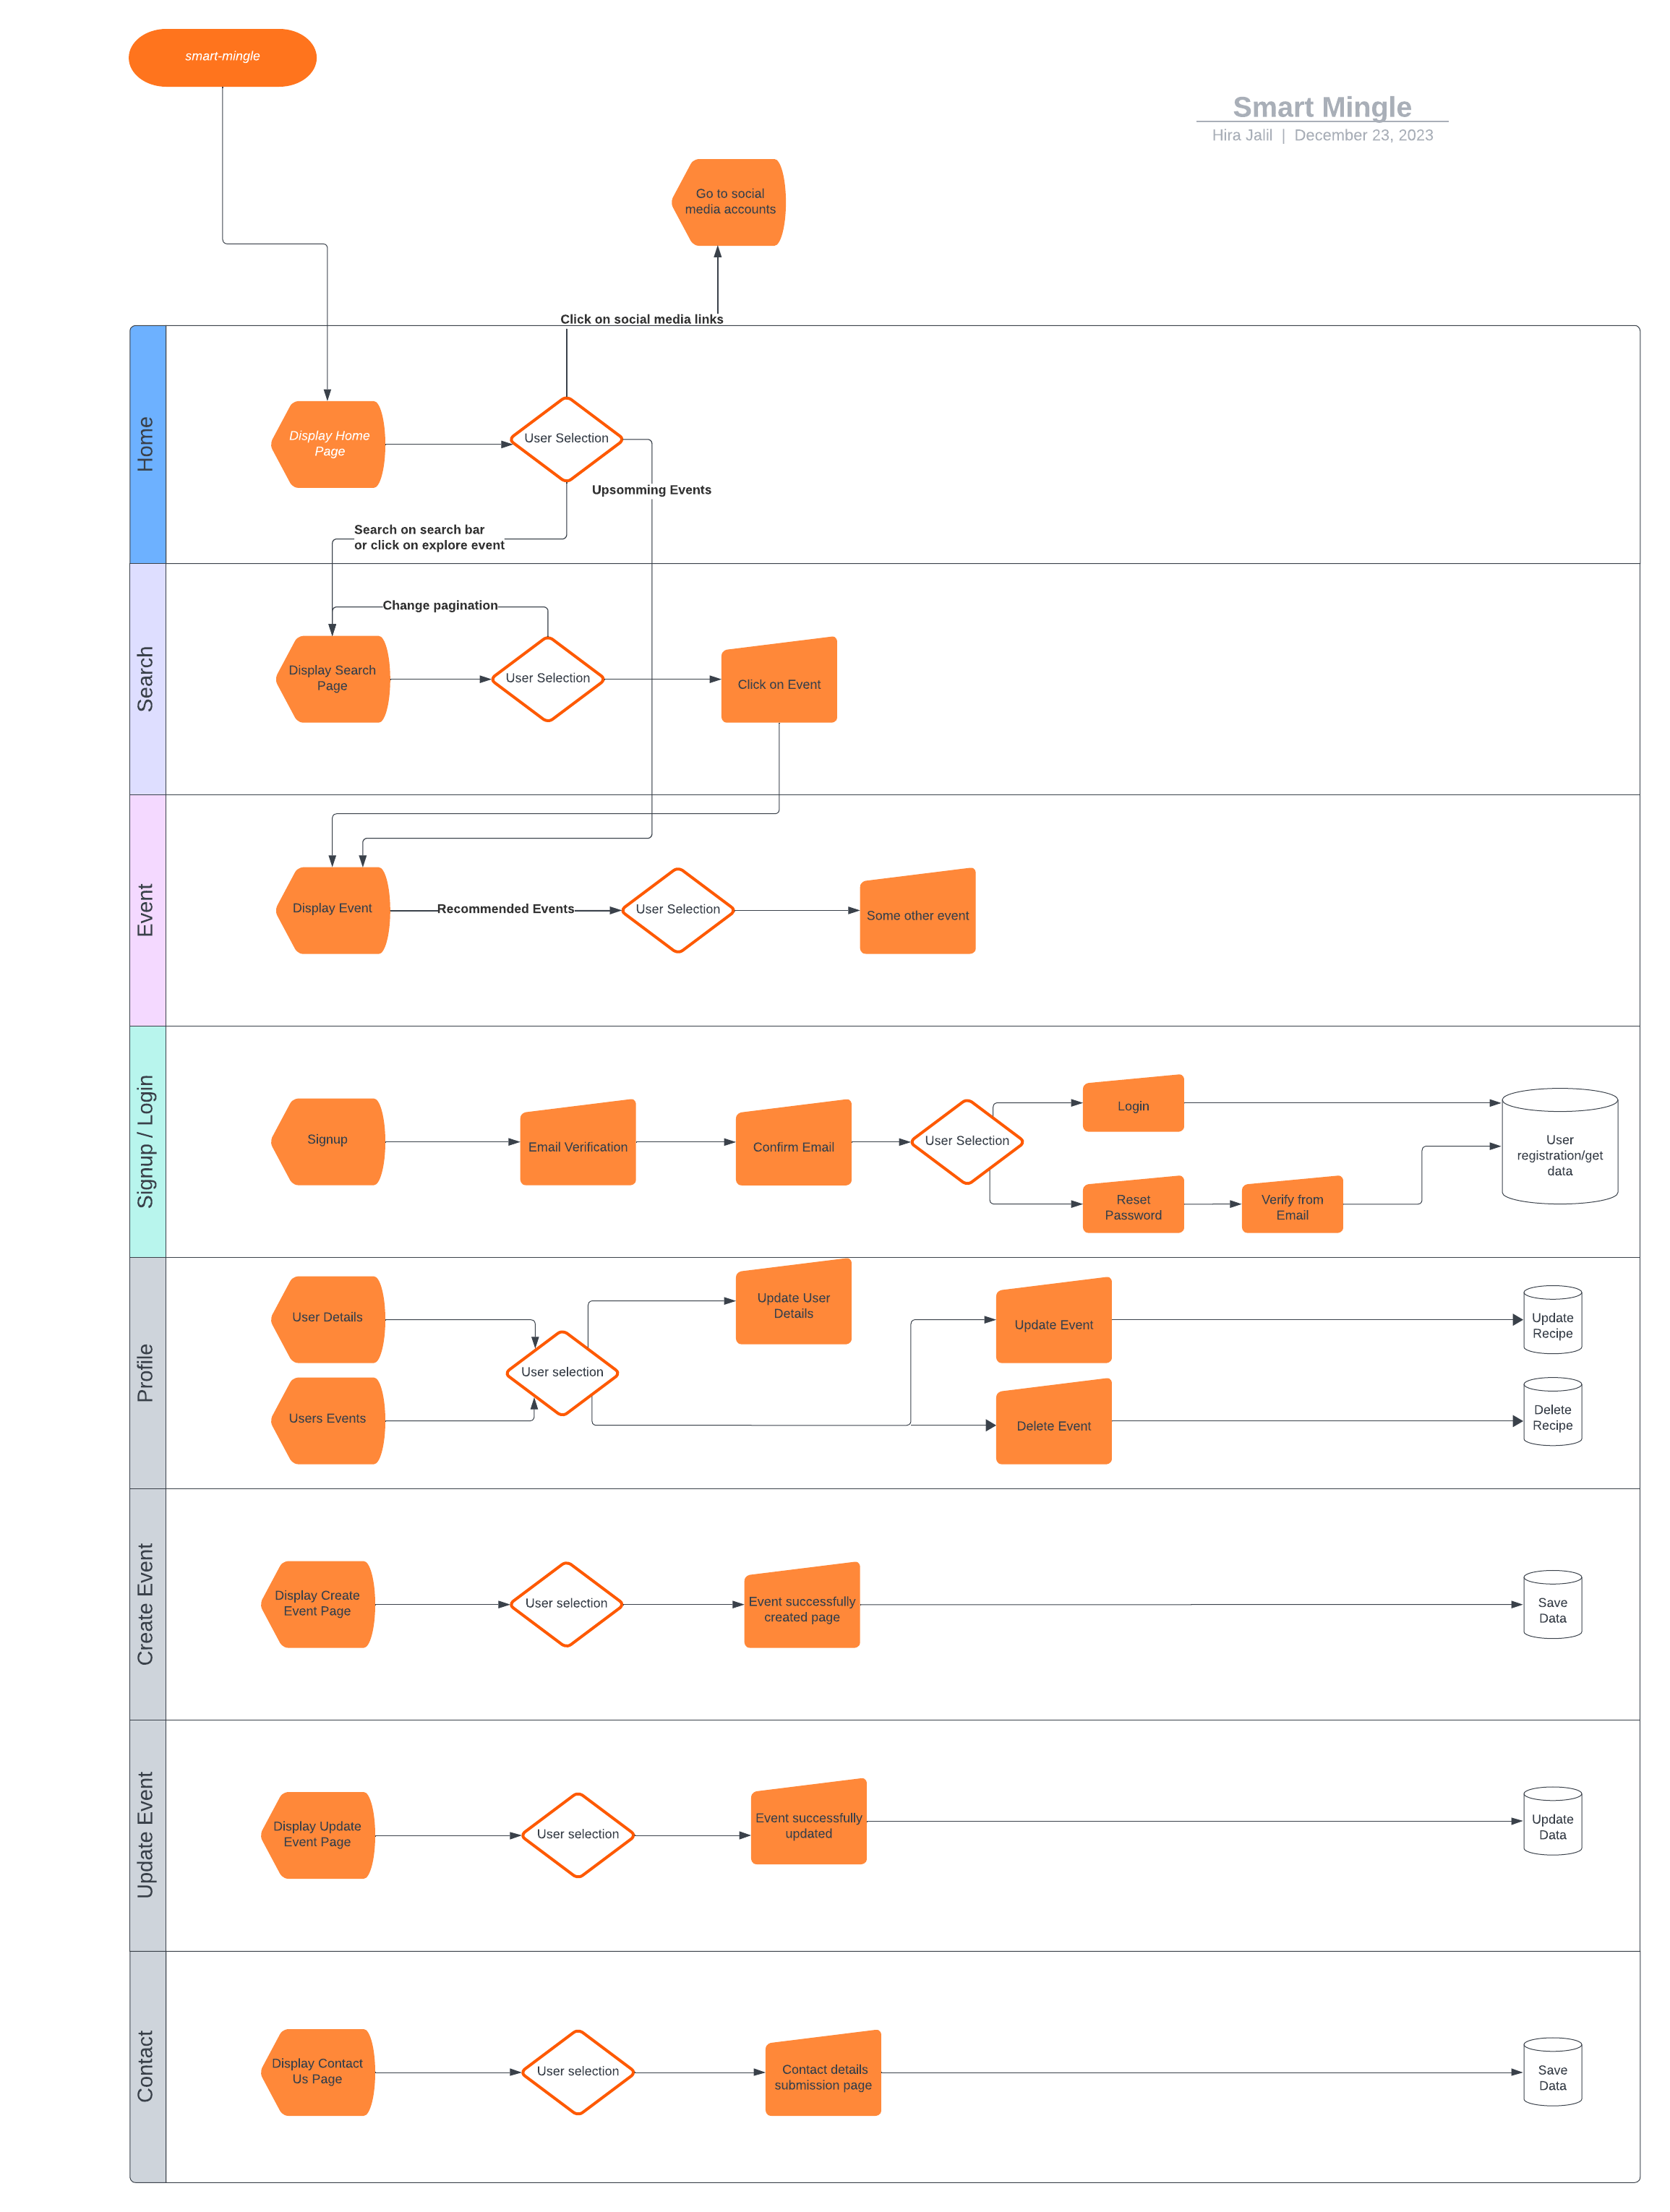 smart-mingle
Smart Mingle
Hira Jalil | December 23, 2023
Go to social
media accounts
Click on social media links
Home
Display Home
Page
User Selection
Upsomming Events
Search on search bar
or click on explore event
Search
Change pagination
Display Search
Page
User Selection
Click on Event
Event
Display Event
Recommended Events
User Selection
Some other event
Signup / Login
Signup
Email Verification
Confirm Email
User Selection
Login
Reset
Password
Verify from
Email
User
registration/get
data
Profile
User Details
Users Events
User selection
Update User
Details
Update Event
Delete Event
Update
Recipe
Delete
Recipe
Create Event
Display Create
Event Page
User selection
Event successfully
created page
Save
Data
Update Event
Display Update
Event Page
User selection
Event successfully
updated
Update
Data
Contact
Display Contact
Us Page
User selection
Contact details
submission page
Save
Data